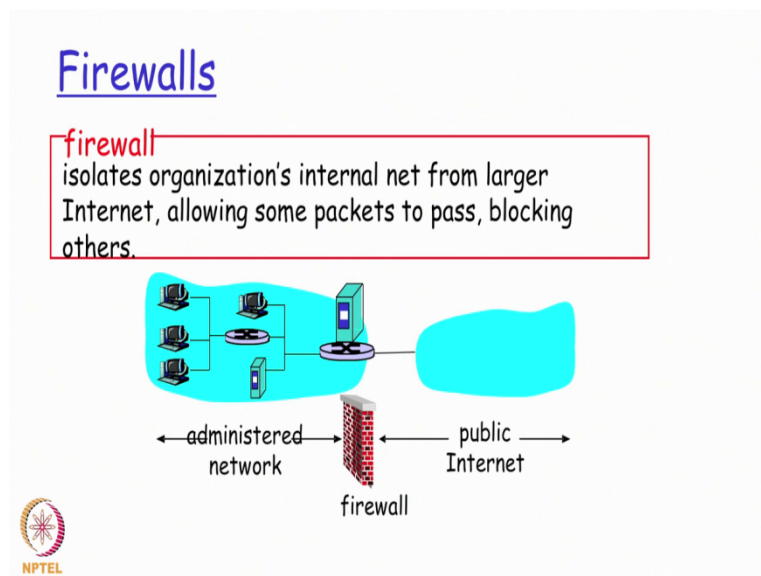 Firewalls
firewall
isolates organization's internal net from larger
Internet, allowing some packets to pass, blocking
others.
administered
network
public
Internet
firewall
NPTEL